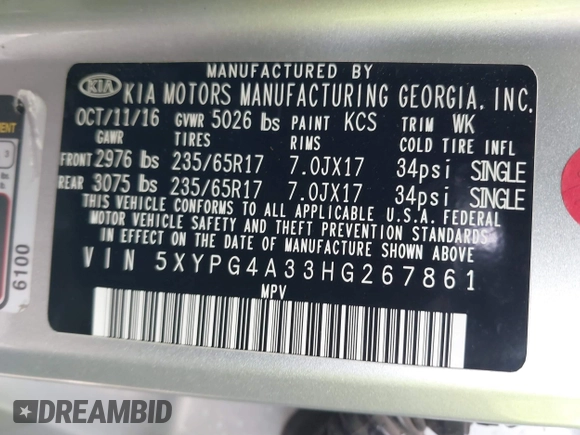 MANUFACTURED BY
KIA KIA MOTORS MANUFACTURING GEORGIA, INC.
OCT/11/16 GVWR 5026 lbs PAINT KCS TRIM WK
GAWR TIRES RIMS COLD TIRE INFL
FRONT 2976 lbs 235/65R17 7.0JX17 34psi SINGLE
REAR 3075 lbs 235/65R17 7.0JX17 34psi SINGLE
THIS VEHICLE CONFORMS TO ALL APPLICABLE U.S.A. FEDERAL
MOTOR VEHICLE SAFETY AND THEFT PREVENTION STANDARDS
IN EFFECT ON THE DATE OF MANUFACTURE SHOWN ABOVE
VIN 5XYPG4A33HG267861
MPV
6100
DREAMBID